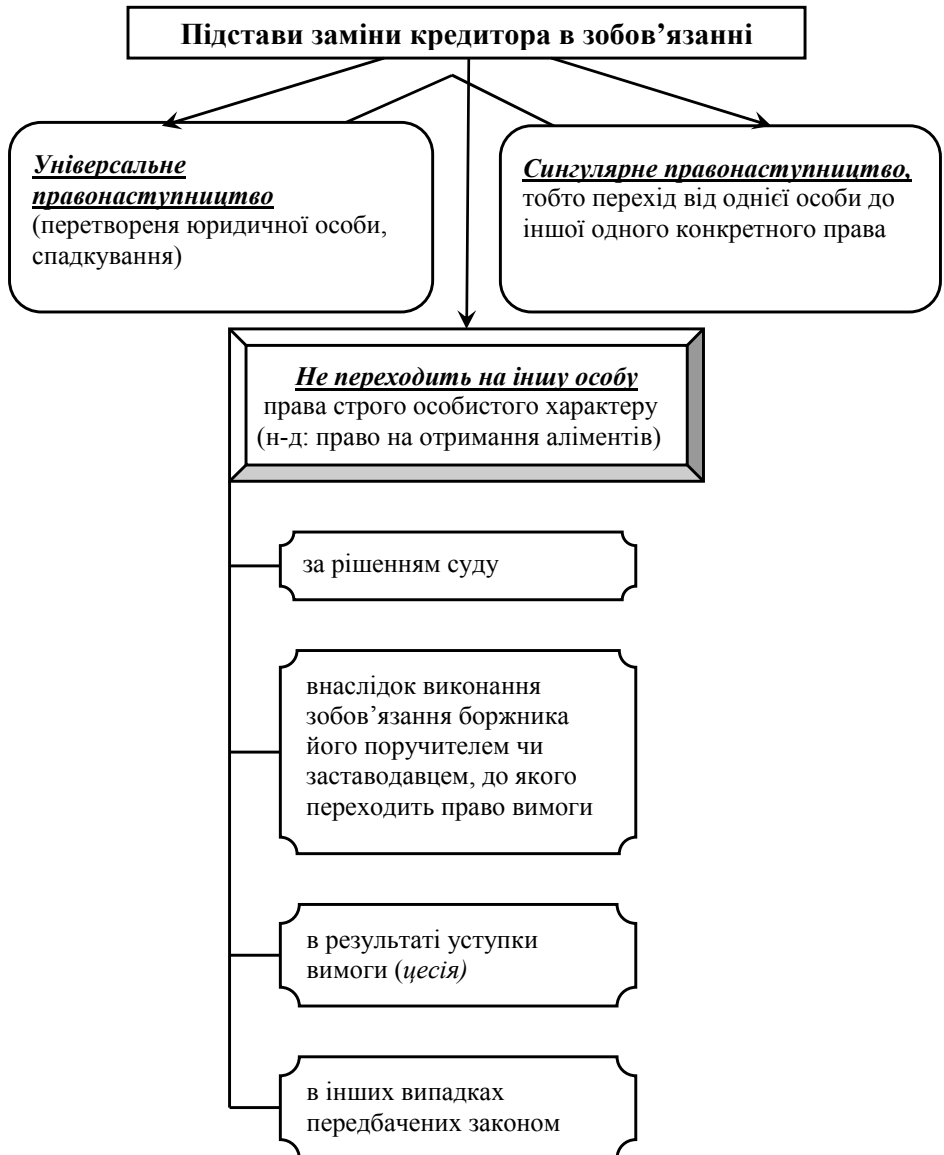 Підстави заміни кредитора в зобов’язанні
Універсальне
правонаступництво
(перетвореня юридичної особи,
спадкування)
Сингулярне правонаступництво,
тобто перехід від однієї особи до
іншої одного конкретного права
Не переходить на іншу особу
права строго особистого характеру
(н-д: право на отримання аліментів)
за рішенням суду
внаслідок виконання
зобов’язання боржника
його поручителем чи
заставодавцем, до якого
переходить право вимоги
в результаті уступки
вимоги (цесія)
в інших випадках
передбачених законом